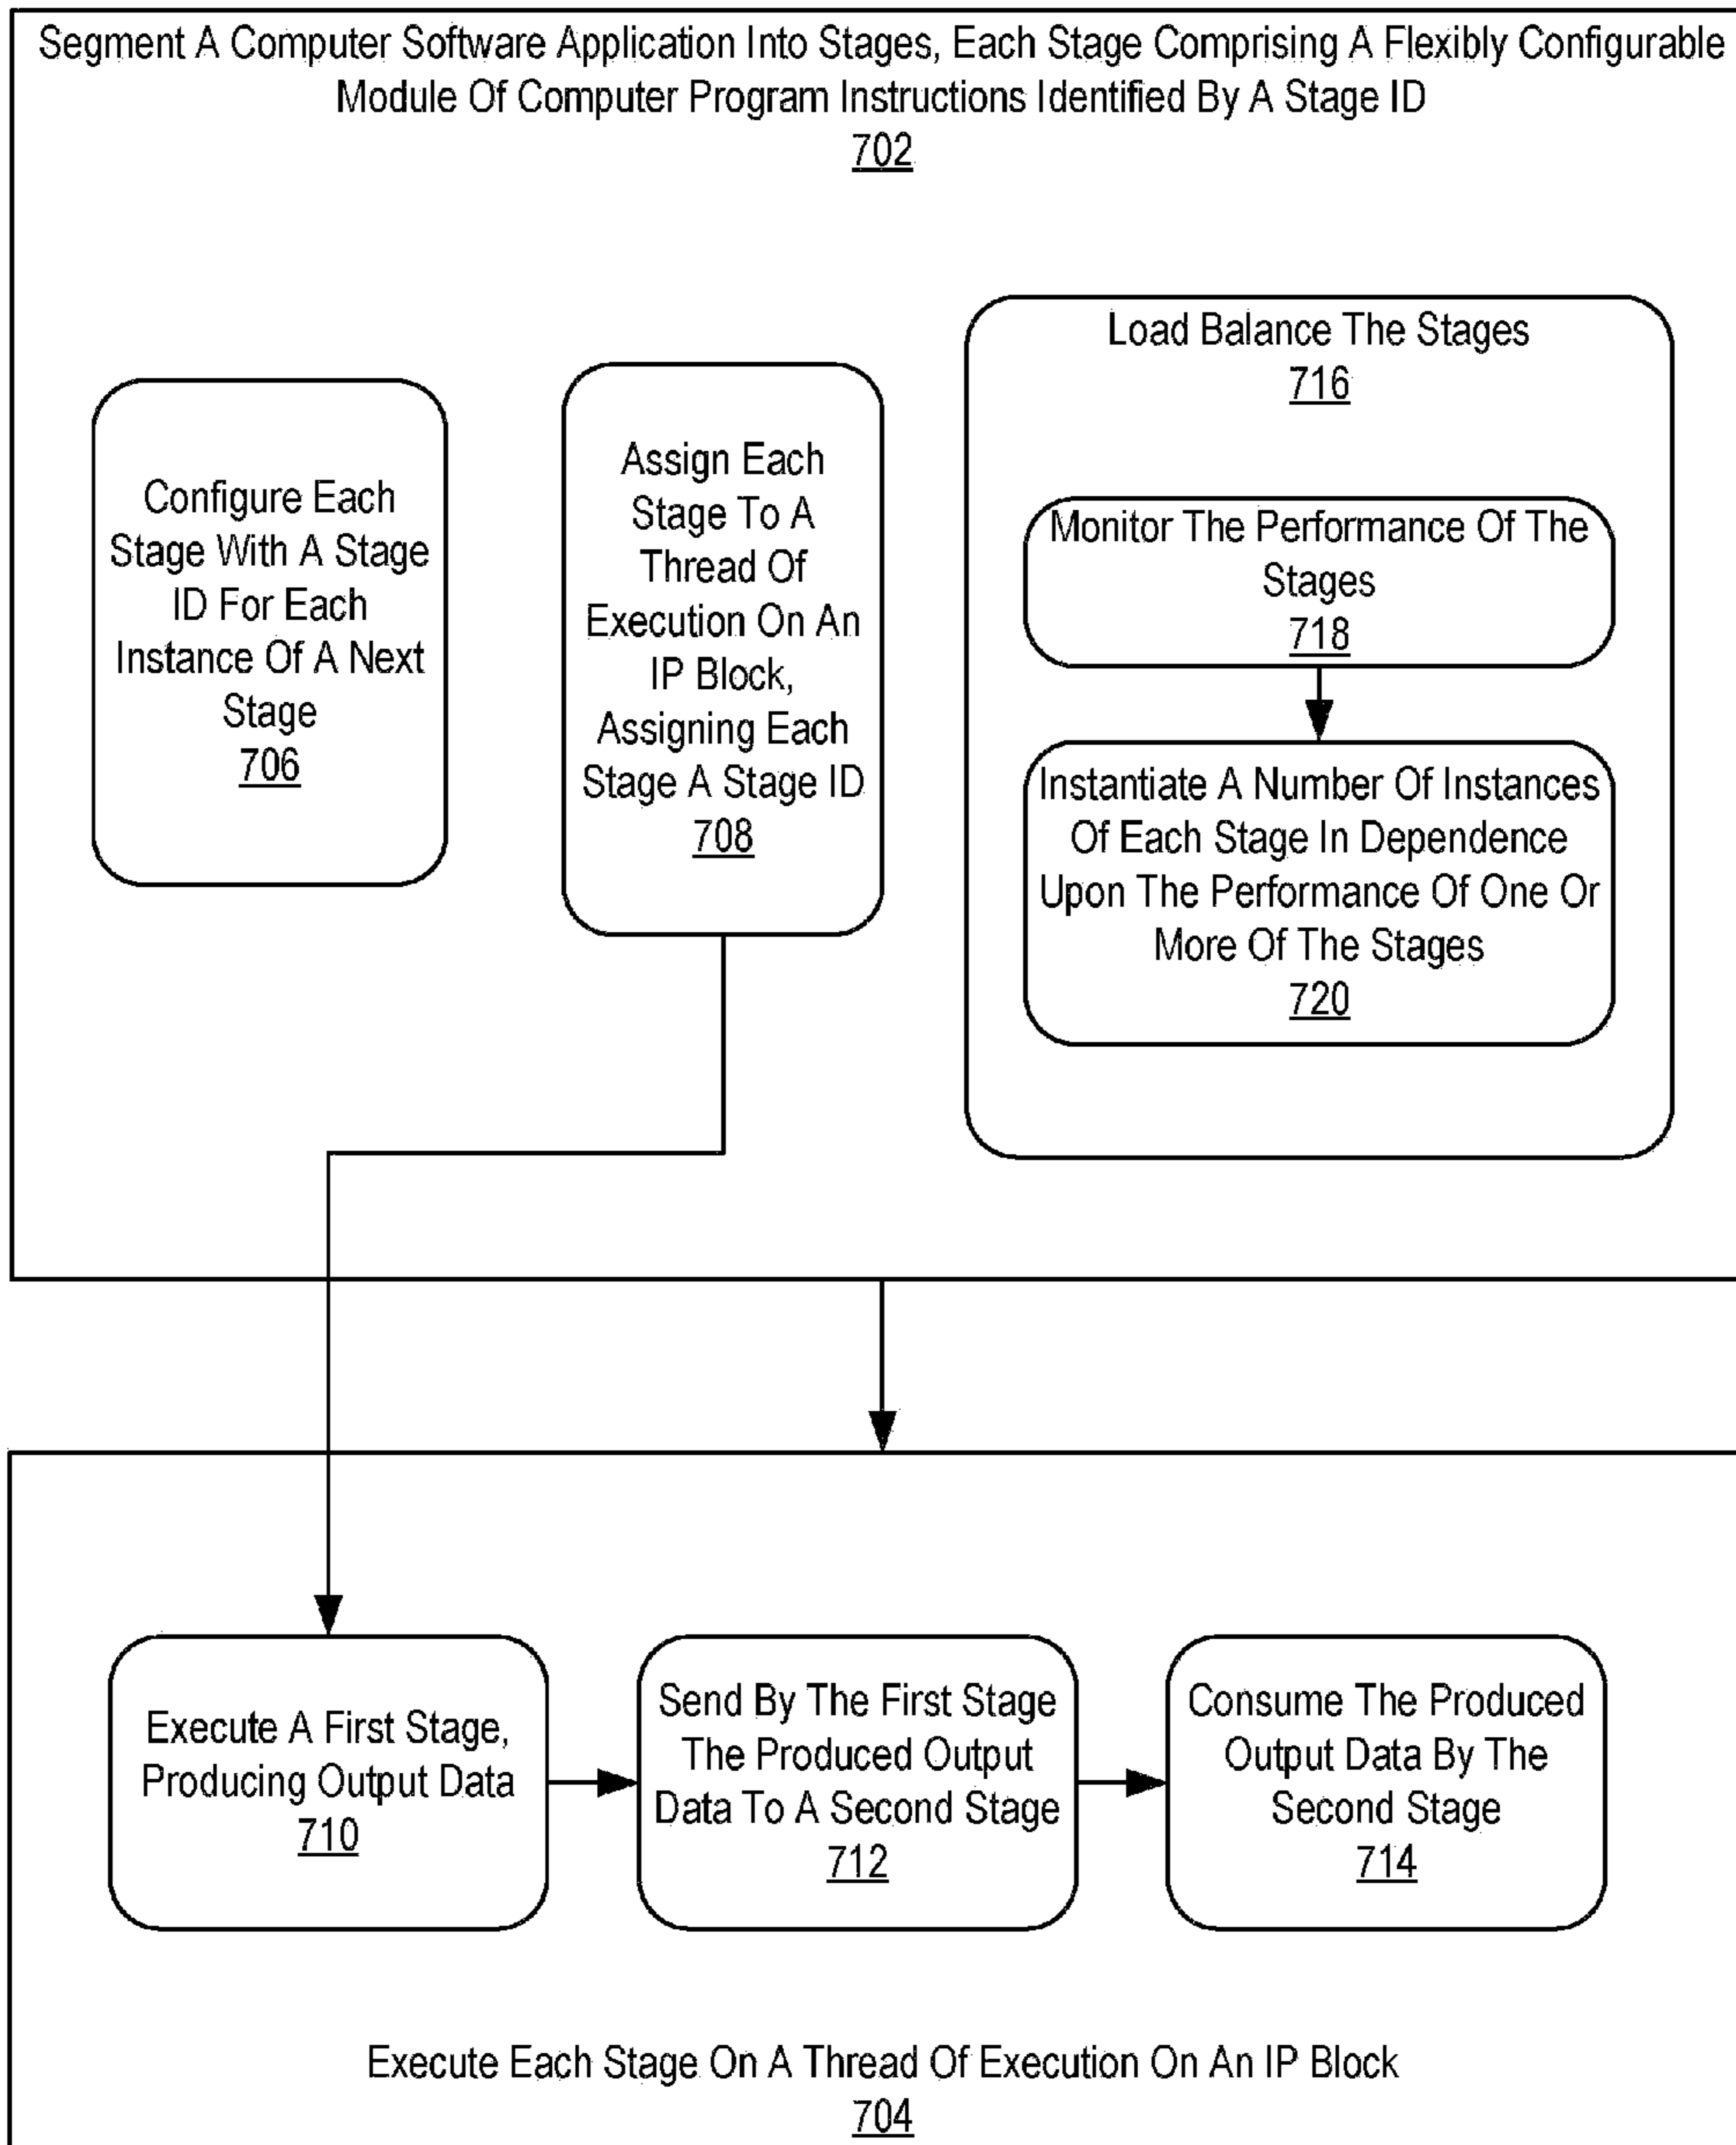 Segment A Computer Software Application Into Stages, Each Stage Comprising A Flexibly Configurable
Module Of Computer Program Instructions Identified By A Stage ID
702
Configure Each
Stage With A Stage
ID For Each
Instance Of A Next
Stage
706
Assign Each
Stage To A
Thread Of
Execution On An
IP Block,
Assigning Each
Stage A Stage ID
708
Load Balance The Stages
716
Monitor The Performance Of The
Stages
718
Instantiate A Number Of Instances
Of Each Stage In Dependence
Upon The Performance Of One Or
More Of The Stages
720
Execute A First Stage,
Producing Output Data
710
Send By The First Stage
The Produced Output
Data To A Second Stage
712
Consume The Produced
Output Data By The
Second Stage
714
Execute Each Stage On A Thread Of Execution On An IP Block
704